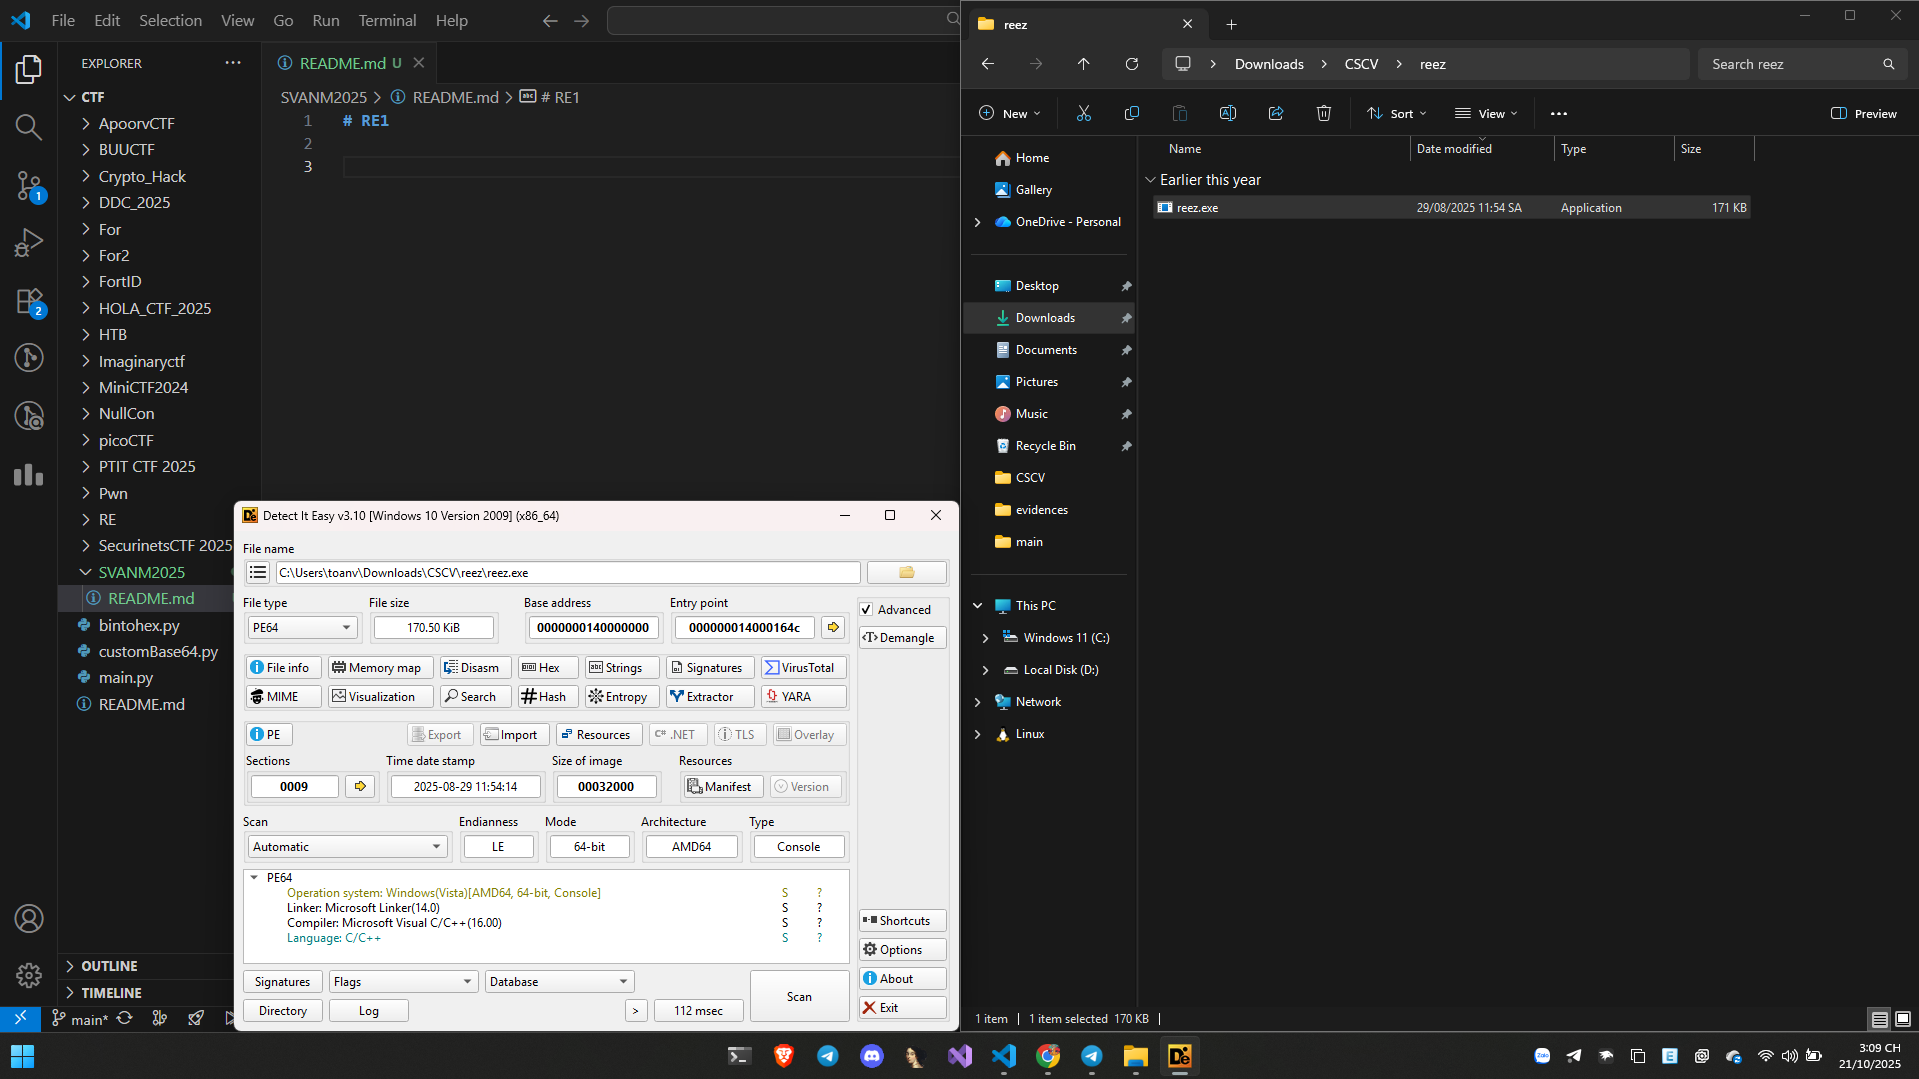 File Edit Selection View Go Run Terminal Help
EXPLORER
README.md U
CTF
ApoorvCTF
BUUCTF
Crypto_Hack
DDC_2025
For
For2
FortID
HOLA_CTF_2025
HTB
Imaginaryctf
MiniCTF2024
NullCon
picoCTF
PTIT CTF 2025
Pwn
RE
SecurinetsCTF 2025
SVANM2025
README.md
bintohex.py
customBase64.py
main.py
README.md
OUTLINE
TIMELINE
main*
1
2
SVANM2025 > README.md > # RE1
1 # RE1
2
3
Detect It Easy v3.10 [Windows 10 Version 2009] (x86_64)
File name
C:\Users\toanv\Downloads\CSCV\reez\reez.exe
File type File size Base address Entry point
PE64 170.50 KiB 0000000140000000 000000014000164c
Advanced
Demangle
File info Memory map Disasm Hex Strings Signatures VirusTotal
MIME Visualization Search Hash Entropy Extractor YARA
PE Export Import Resources .NET TLS Overlay
Sections Time date stamp Size of image Resources
0009 2025-08-29 11:54:14 00032000 Manifest Version
Scan Endianness Mode Architecture Type
Automatic LE 64-bit AMD64 Console
PE64
Operation system: Windows(Vista)[AMD64, 64-bit, Console] S ?
Linker: Microsoft Linker(14.0) S ?
Compiler: Microsoft Visual C/C++(16.00) S ?
Language: C/C++ S ?
Shortcuts
Options
About
Exit
Signatures Flags Database Scan
Directory Log > 112 msec
reez
Downloads > CSCV > reez
Search reez
New Sort View Preview
Name Date modified Type Size
Earlier this year
reez.exe 29/08/2025 11:54 SA Application 171 KB
Home
Gallery
OneDrive - Personal
Desktop
Downloads
Documents
Pictures
Music
Recycle Bin
CSCV
evidences
main
This PC
Windows 11 (C:)
Local Disk (D:)
Network
Linux
1 item 1 item selected 170 KB
3:09 CH
21/10/2025